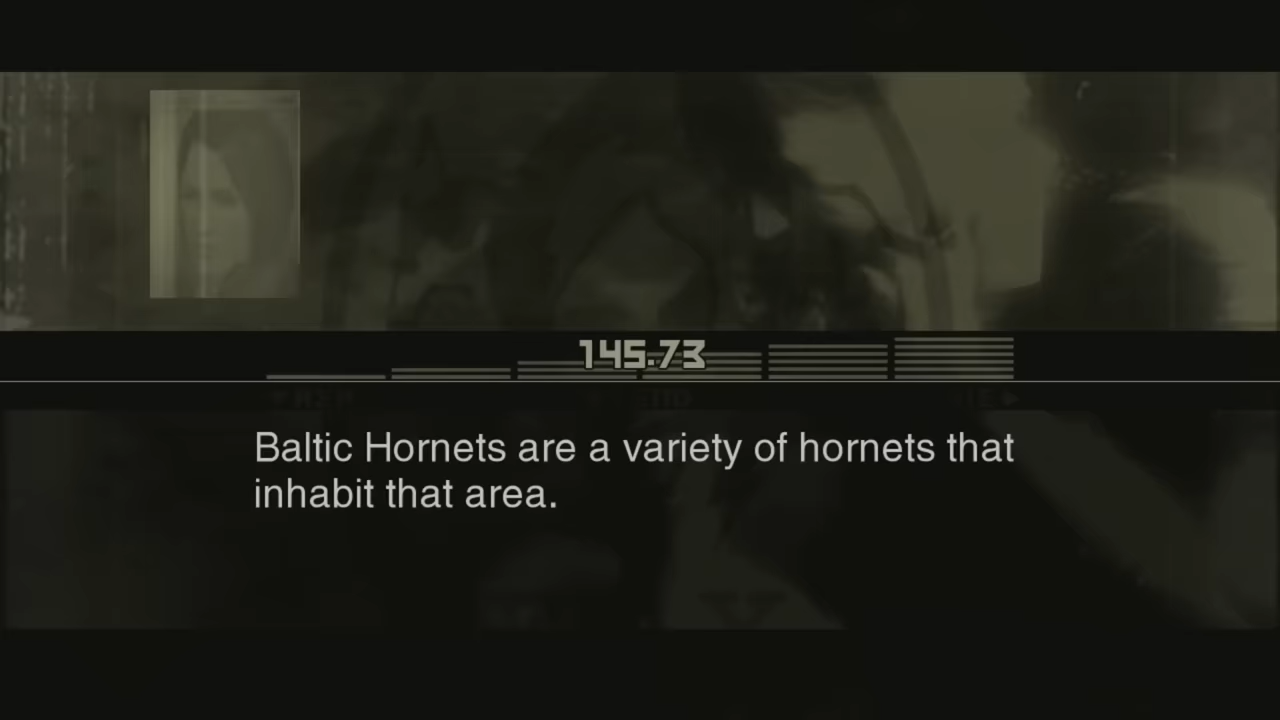 145.73
Baltic Hornets are a variety of hornets that
inhabit that area.